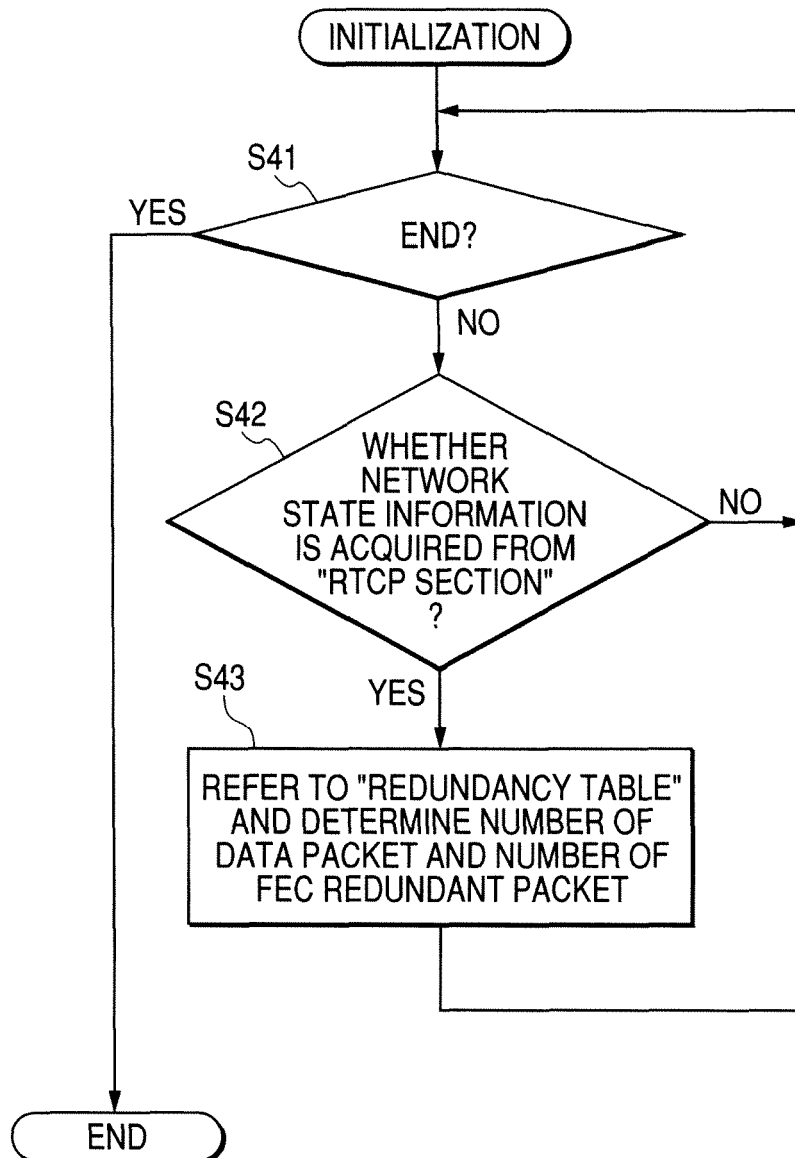 INITIALIZATION
S41
YES
END?
NO
S42
WHETHER
NETWORK
STATE INFORMATION
IS ACQUIRED FROM
"RTCP SECTION"
?
NO
YES
S43
REFER TO "REDUNDANCY TABLE"
AND DETERMINE NUMBER OF
DATA PACKET AND NUMBER OF
FEC REDUNDANT PACKET
END